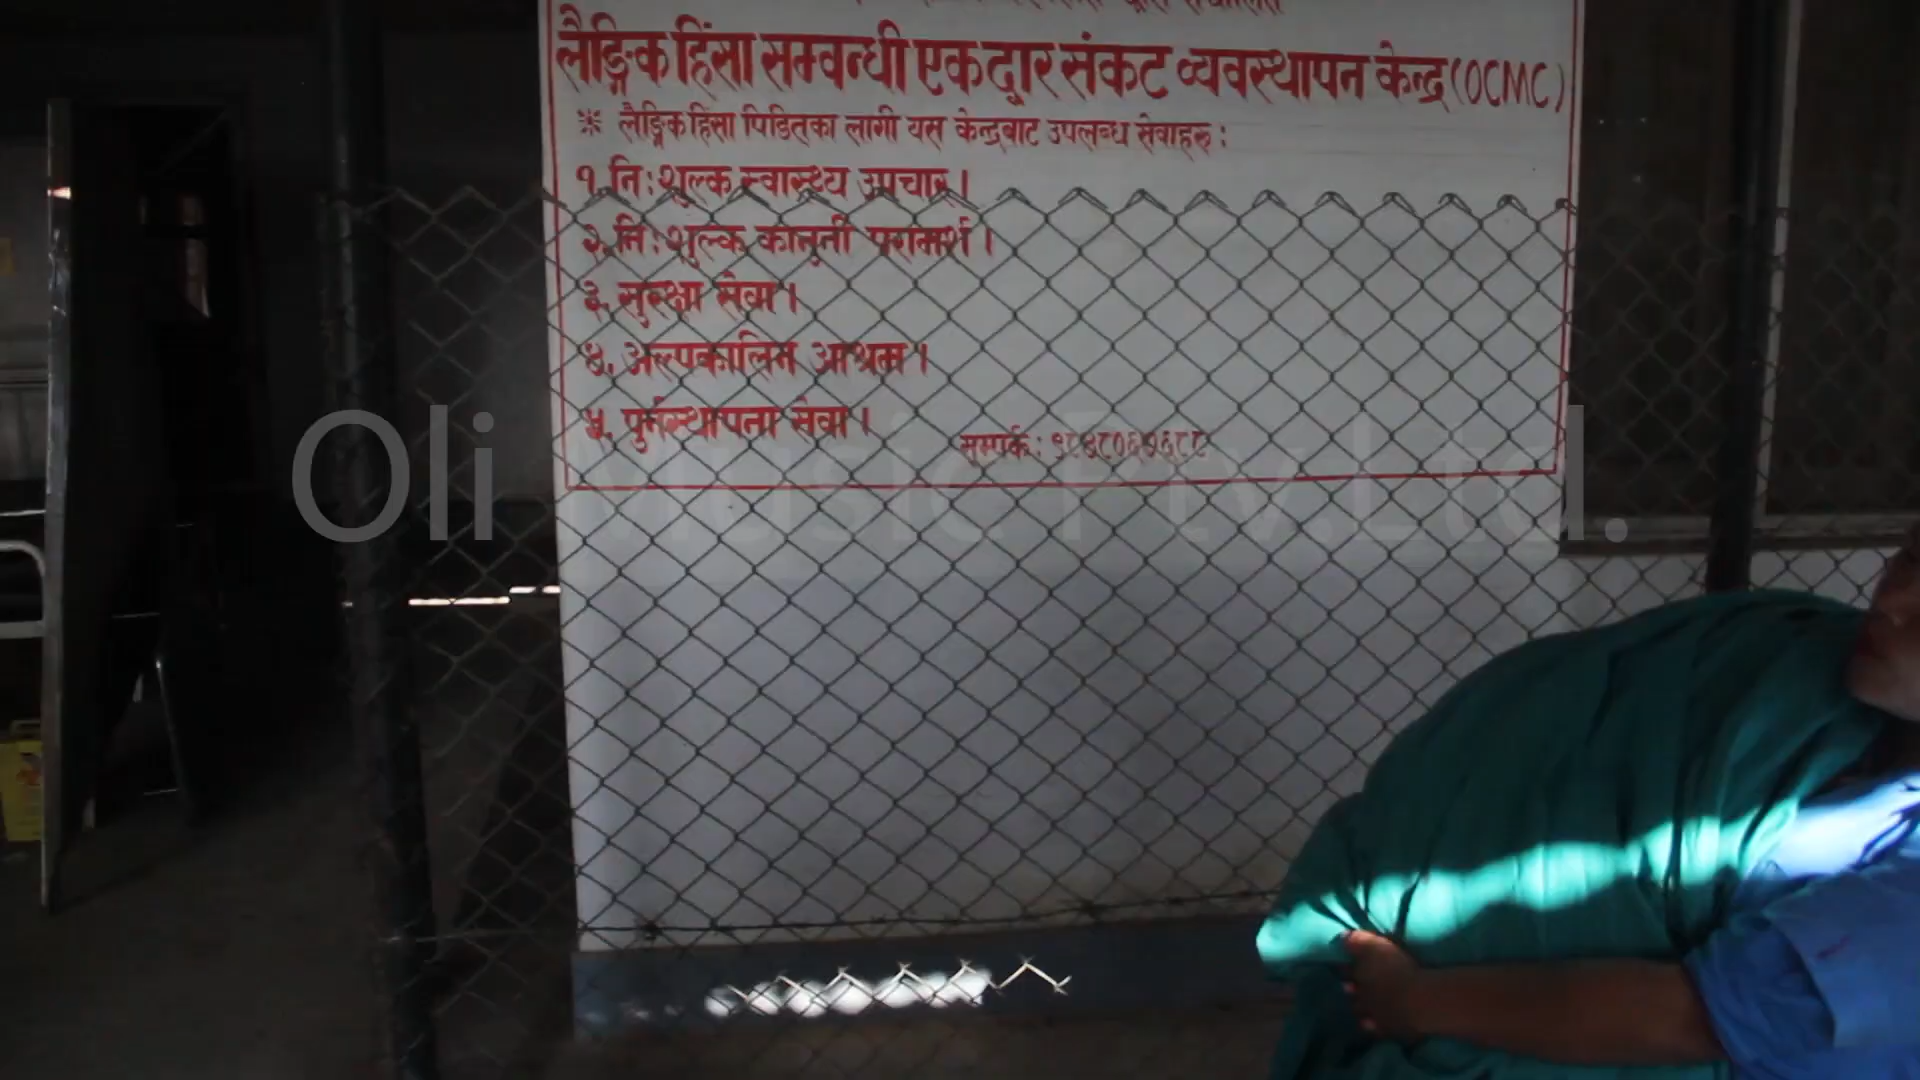 लैङ्गिक हिंसा सम्वन्धी एकद्वार संकट व्यवस्थापन केन्द्र (OCMC)
※ लैङ्गिक हिंसा पिडितका लागी यस केन्द्रबाट उपलब्ध सेवाहरु :
१. निःशुल्क स्वास्थ्य उपचार ।
२. निःशुल्क कानुनी परामर्श ।
३. सुरक्षा सेवा ।
४. अल्पकालिन आश्रम ।
५. पुर्नस्थापना सेवा ।
सम्पर्क :
Oli Music Ptv.Ltd.